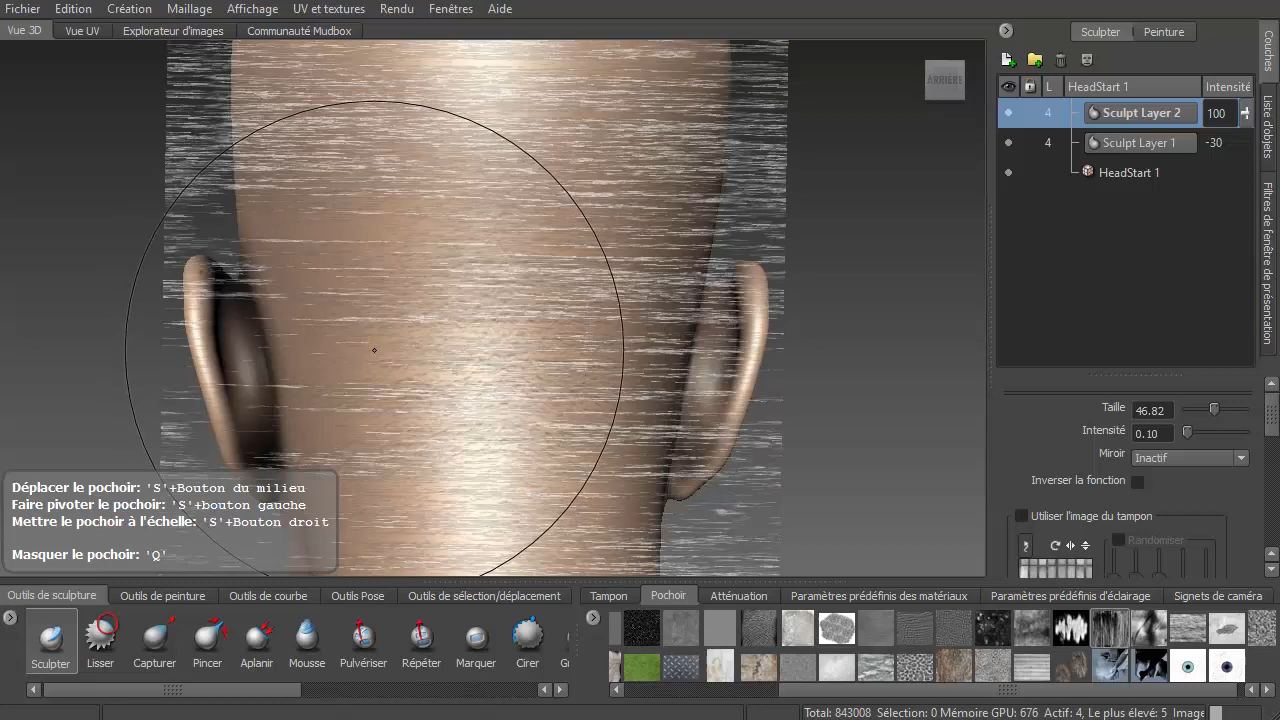 Fichier Edition Création Maillage Affichage UV et textures Rendu Fenêtres Aide
Vue 3D Vue UV Explorateur d'images Communauté Mudbox
Sculpter Peinture
ARRIÈRE
Couches
Liste d'objets
Filtres de fenêtre de présentation
L HeadStart 1 Intensité
4 Sculpt Layer 2 100
4 Sculpt Layer 1 -30
HeadStart 1
Taille 46.82
Intensité 0.10
Miroir Inactif
Inverser la fonction
Utiliser l'image du tampon
Randomiser
Déplacer le pochoir: 'S'+Bouton du milieu
Faire pivoter le pochoir: 'S'+bouton gauche
Mettre le pochoir à l'échelle: 'S'+Bouton droit
Masquer le pochoir: 'Q'
Outils de sculpture Outils de peinture Outils de courbe Outils Pose Outils de sélection/déplacement
Tampon Pochoir Atténuation Paramètres prédéfinis des matériaux Paramètres prédéfinis d'éclairage Signets de caméra
Sculpter Lisser Capturer Pincer Aplanir Mousse Pulvériser Répéter Marquer Cirer
Total: 843008 Sélection: 0 Mémoire GPU: 676 Actif: 4, Le plus élevé: 5 Image